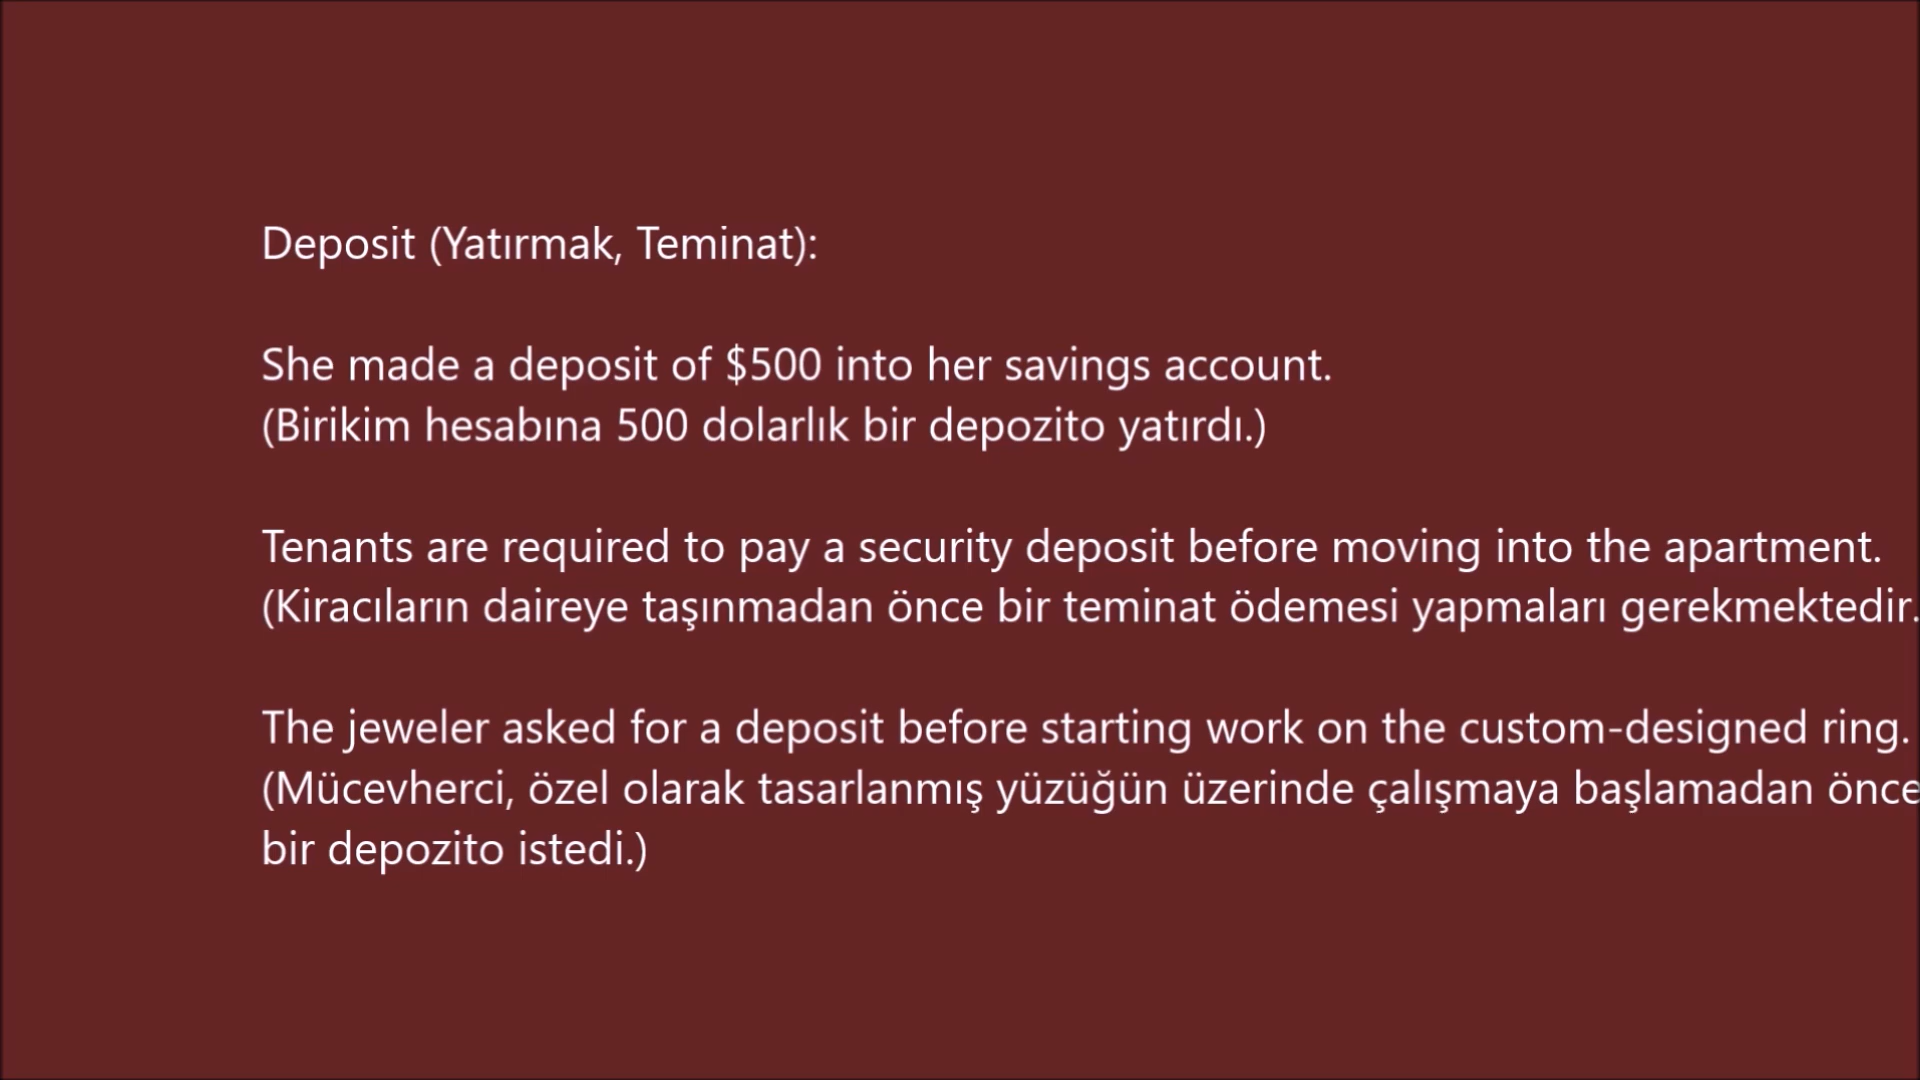 Deposit (Yatırmak, Teminat):
She made a deposit of $500 into her savings account.
(Birikim hesabına 500 dolarlık bir depozito yatırdı.)
Tenants are required to pay a security deposit before moving into the apartment.
(Kiracıların daireye taşınmadan önce bir teminat ödemesi yapmaları gerekmektedir.
The jeweler asked for a deposit before starting work on the custom-designed ring.
(Mücevherci, özel olarak tasarlanmış yüzüğün üzerinde çalışmaya başlamadan önce
bir depozito istedi.)